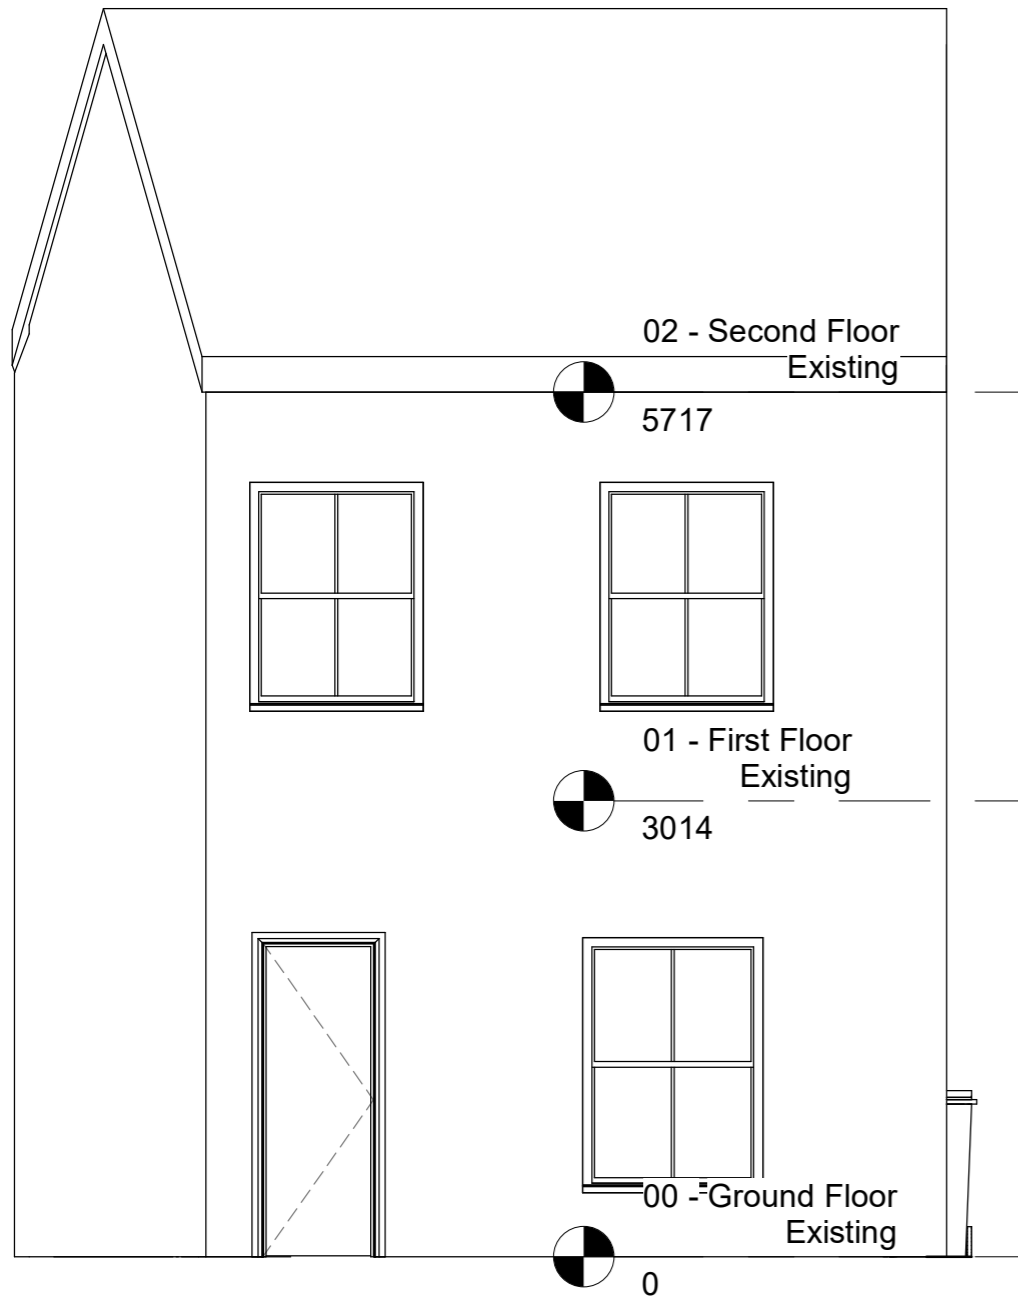 02 - Second Floor
Existing
5717
01 - First Floor
Existing
3014
00 - Ground Floor
Existing
0